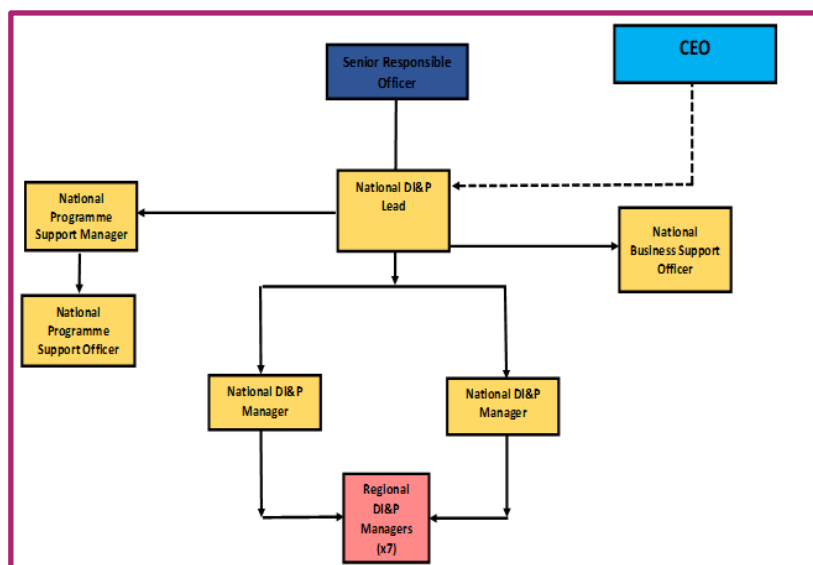 Senior Responsible
Officer
CEO
National DI&P
Lead
National
Programme
Support Manager
National
Business Support
Officer
National
Programme
Support Officer
National DI&P
Manager
National DI&P
Manager
Regional
DI&P
Managers
(x7)